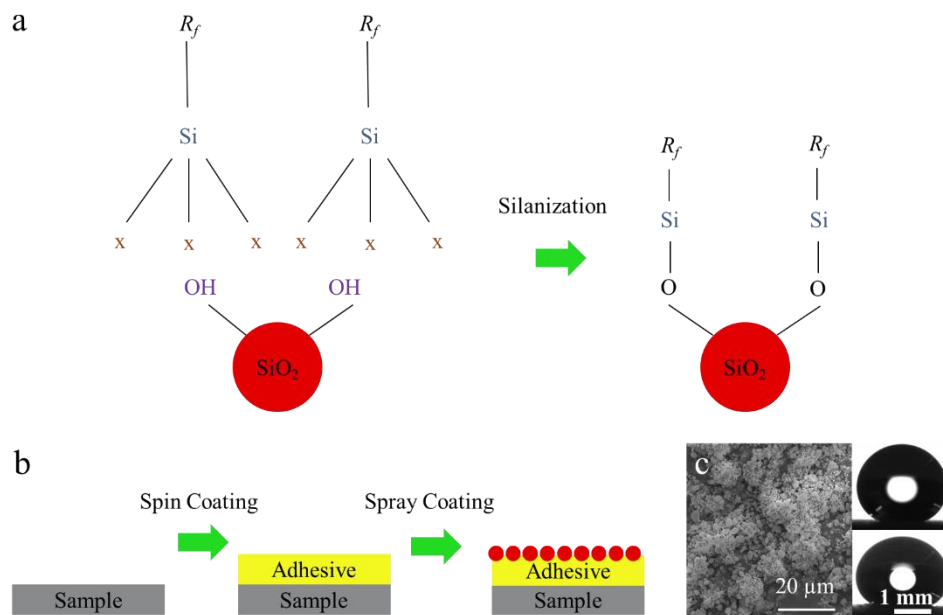 a
R_f R_f
Si Si
x x x x x x
OH OH
SiO₂
Silanization
R_f R_f
Si Si
O O
SiO₂
b
Spin Coating
Spray Coating
Sample
Adhesive
Sample
Adhesive
Sample
c
20 µm
1 mm